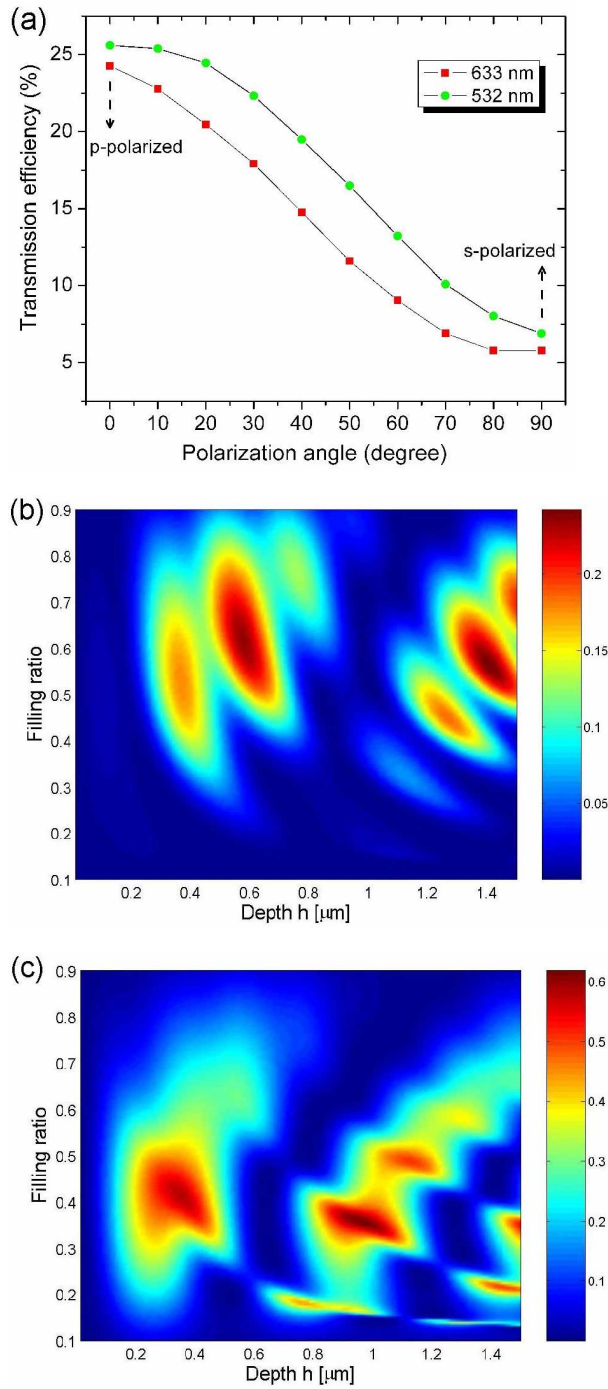 (a)
25
20
15
10
5
Transmission efficiency (%)
633 nm
532 nm
p-polarized
s-polarized
0 10 20 30 40 50 60 70 80 90
Polarization angle (degree)
(b)
0.9
0.8
0.7
0.6
0.5
0.4
0.3
0.2
0.1
Filling ratio
0.2 0.4 0.6 0.8 1 1.2 1.4
Depth h [μm]
0.2
0.15
0.1
0.05
(c)
0.9
0.8
0.7
0.6
0.5
0.4
0.3
0.2
0.1
Filling ratio
0.2 0.4 0.6 0.8 1 1.2 1.4
Depth h [μm]
0.6
0.5
0.4
0.3
0.2
0.1